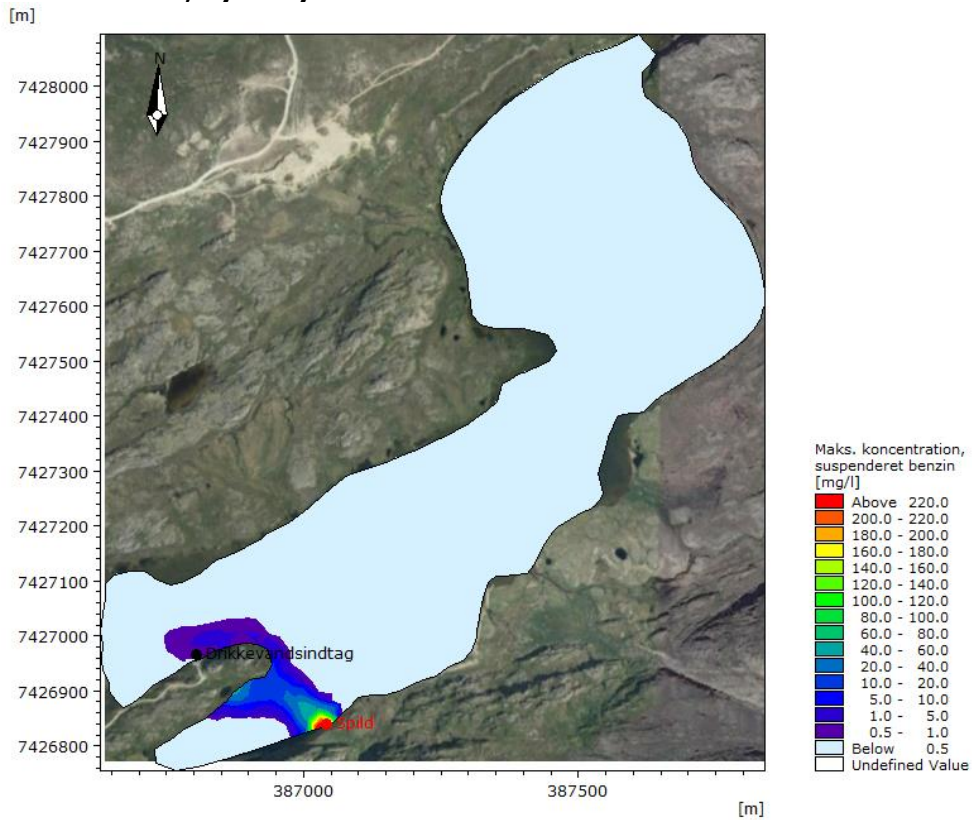 [m]
N
7428000
7427900
7427800
7427700
7427600
7427500
7427400
7427300
7427200
7427100
7427000
7426900
7426800
Drikkevandsindtag
Spild
387000
387500
[m]
Maks. koncentration,
suspenderet benzin
[mg/l]
Above 220.0
200.0 - 220.0
180.0 - 200.0
160.0 - 180.0
140.0 - 160.0
120.0 - 140.0
100.0 - 120.0
80.0 - 100.0
60.0 - 80.0
40.0 - 60.0
20.0 - 40.0
10.0 - 20.0
5.0 - 10.0
1.0 - 5.0
0.5 - 1.0
Below 0.5
Undefined Value